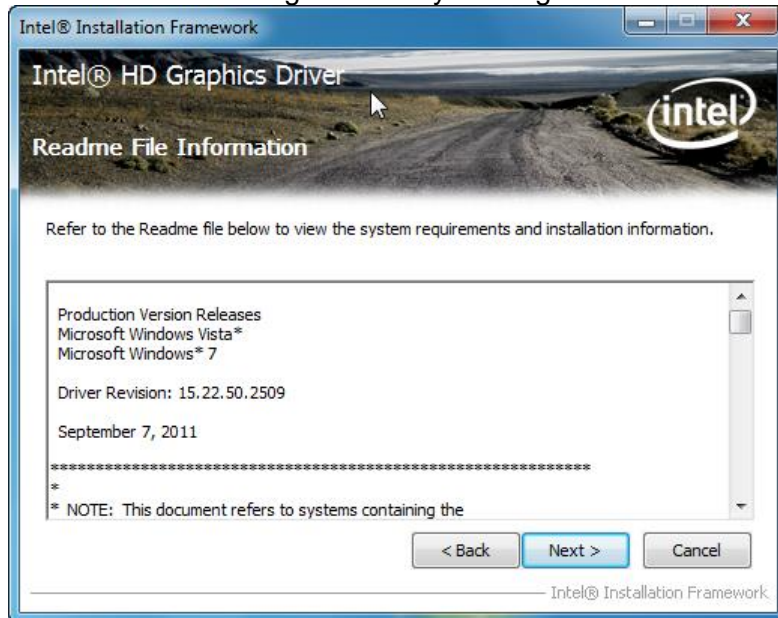 Intel® Installation Framework
Intel® HD Graphics Driver
intel
Readme File Information
Refer to the Readme file below to view the system requirements and installation information.
Production Version Releases
Microsoft Windows Vista*
Microsoft Windows* 7
Driver Revision: 15.22.50.2509
September 7, 2011
************************************************************
*
* NOTE: This document refers to systems containing the
< Back Next > Cancel
Intel® Installation Framework